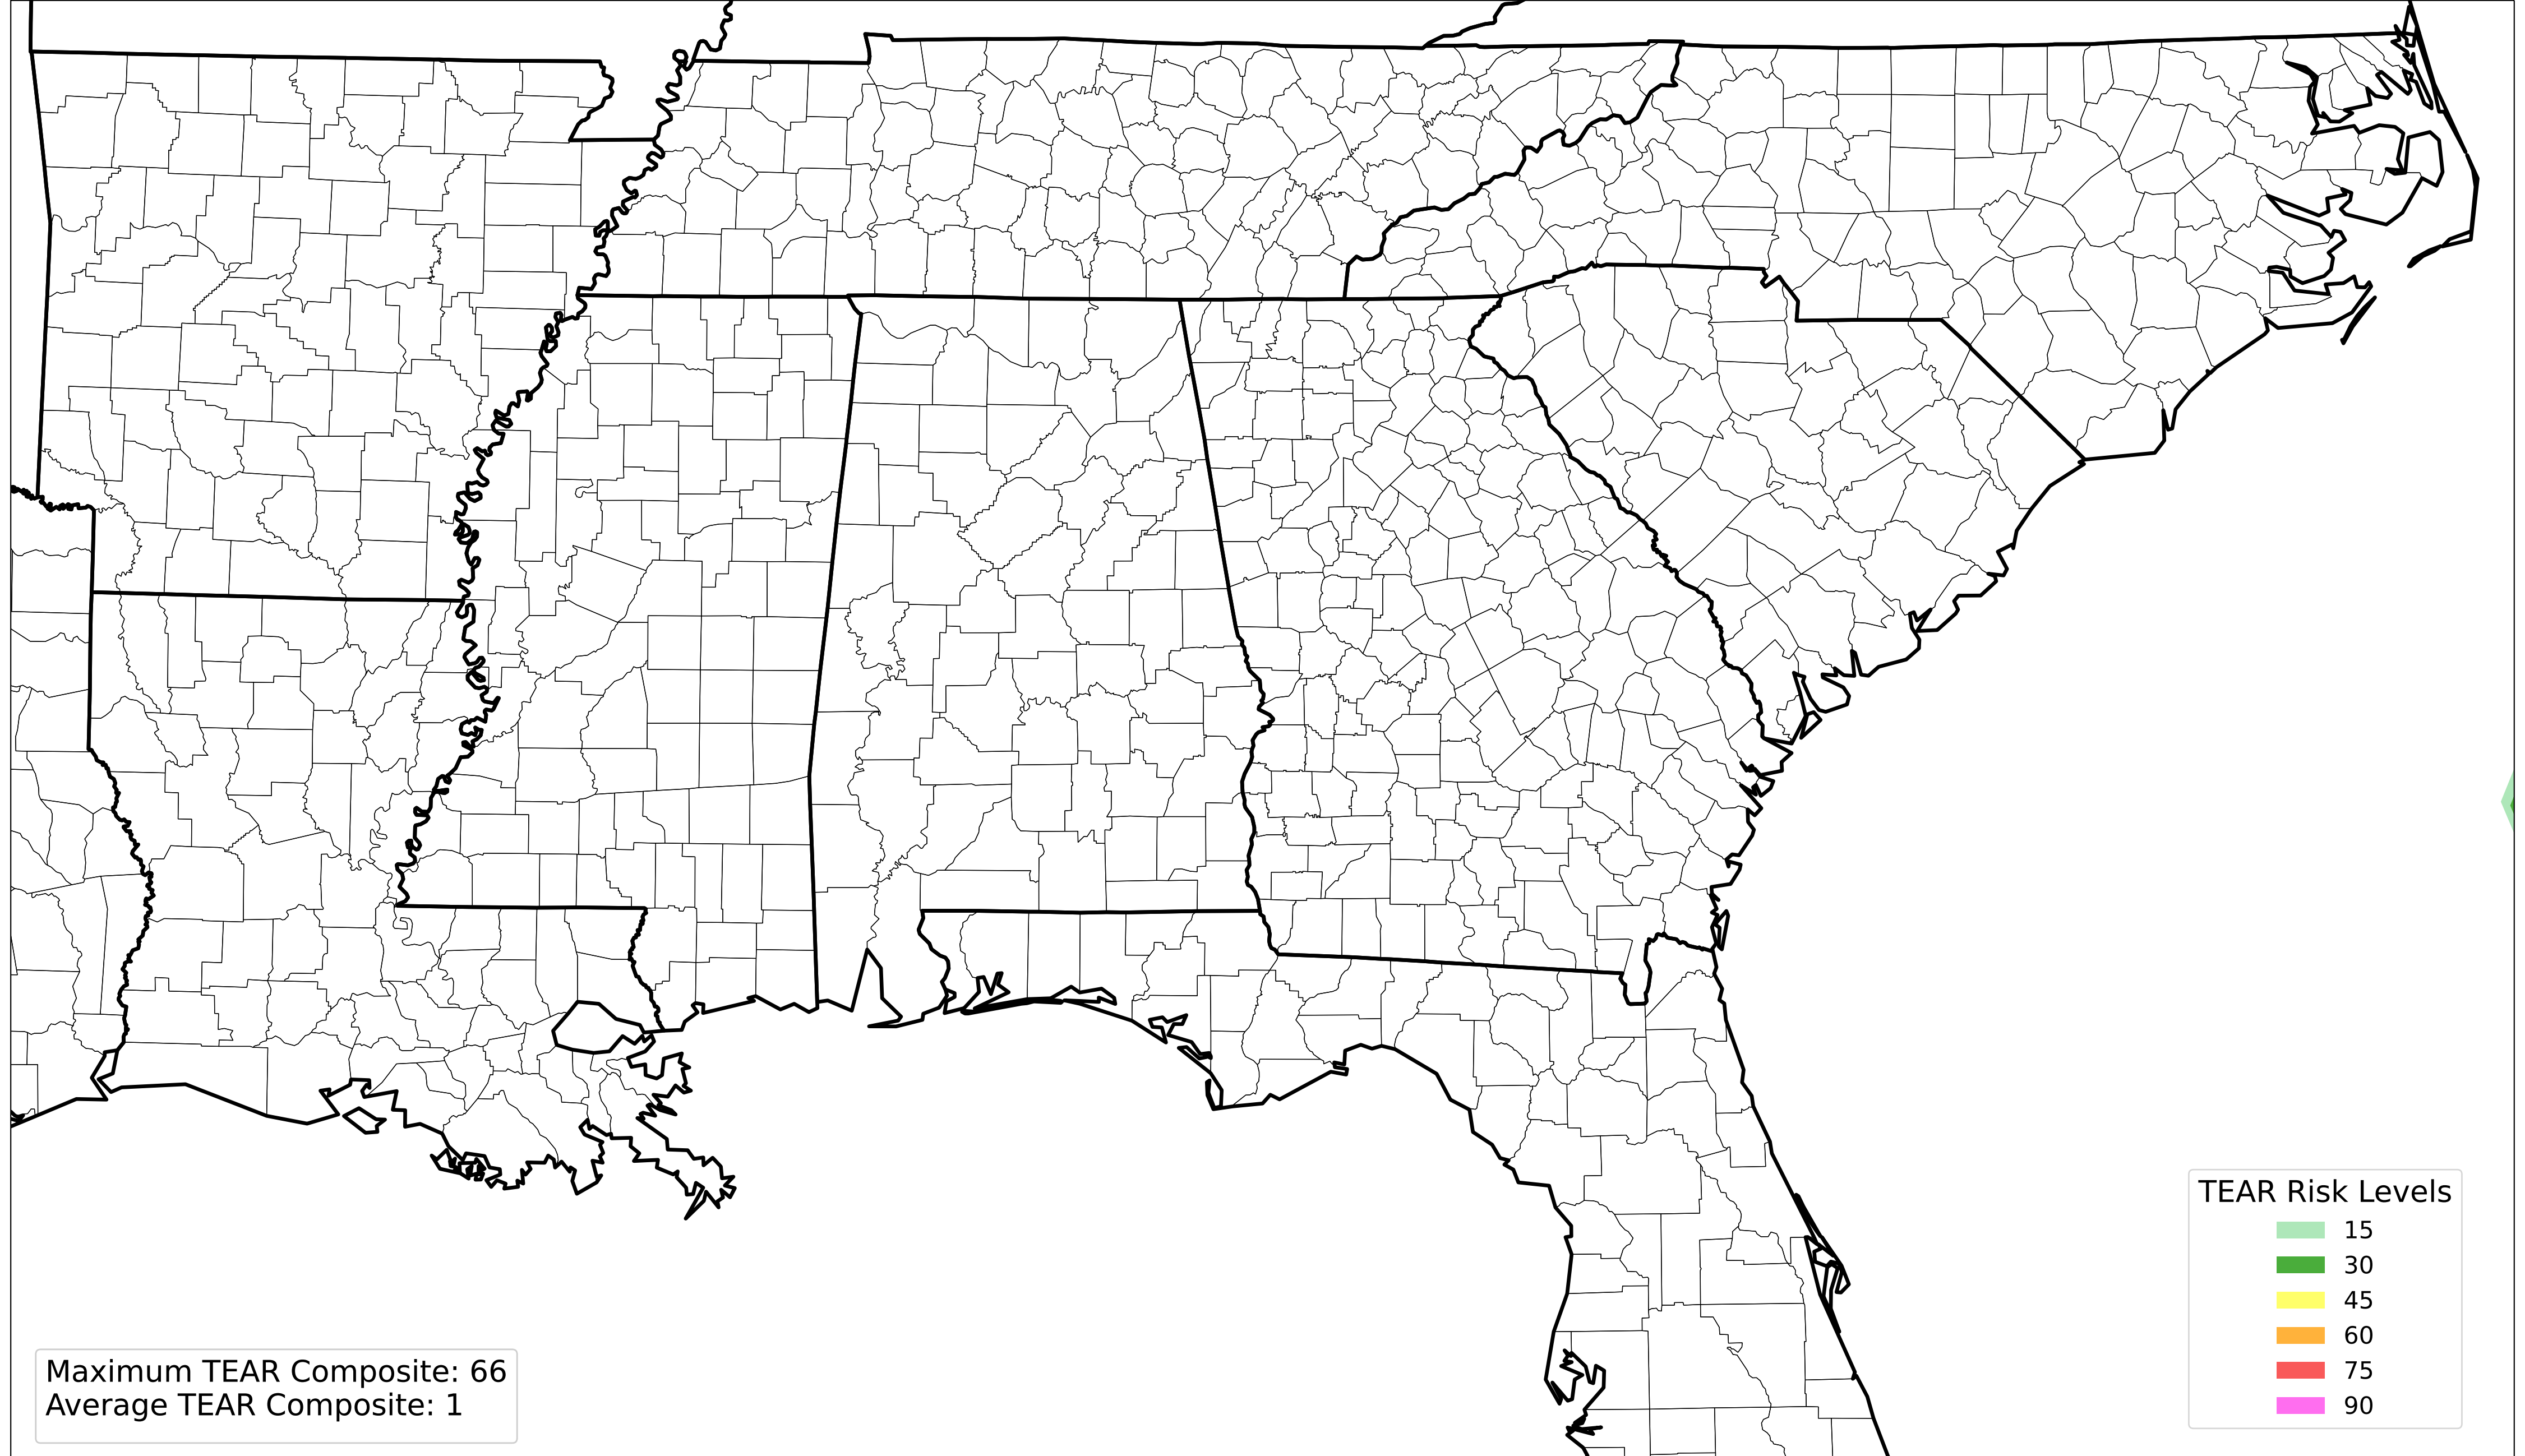 TEAR Risk Levels
15
30
45
60
75
90
Maximum TEAR Composite: 66
Average TEAR Composite: 1